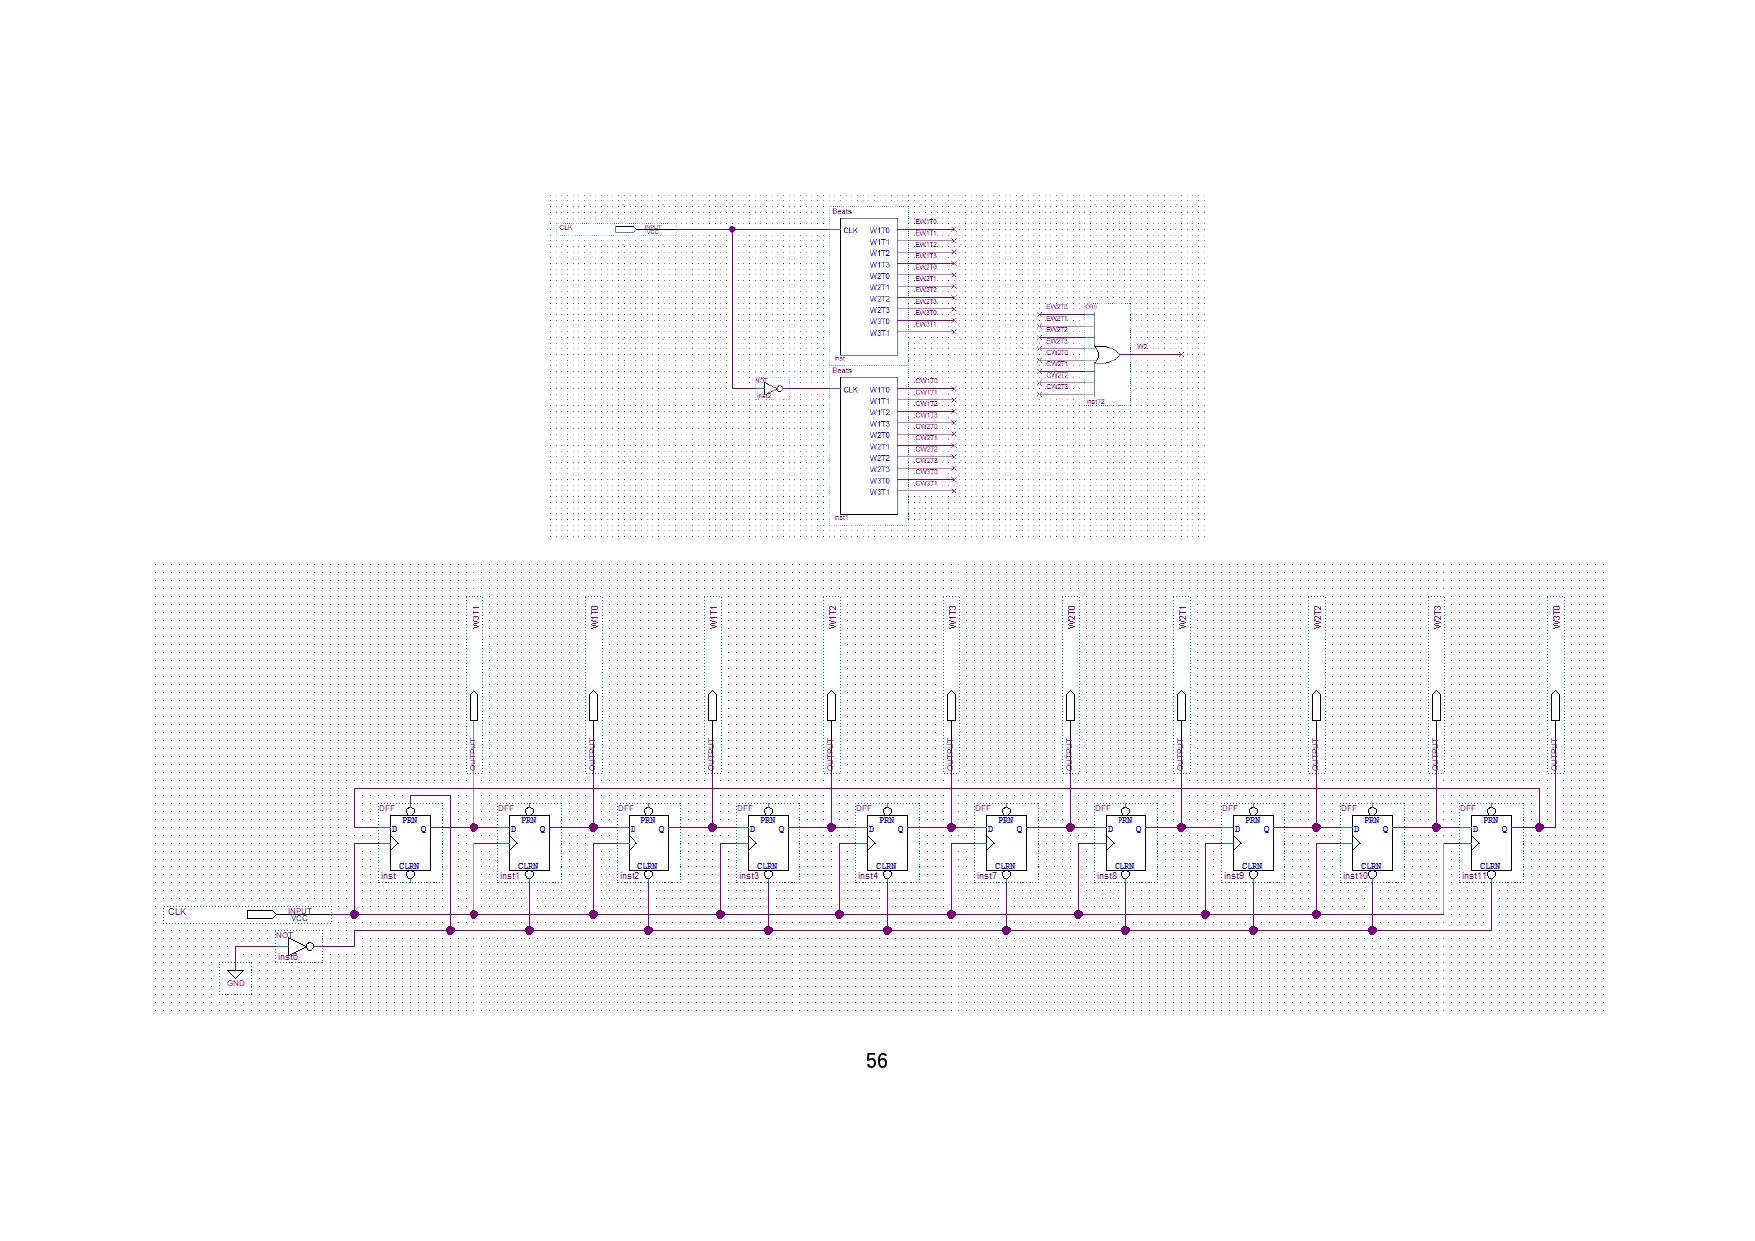 Beats
CLK INPUT VCC
CLK
W1T0 EW1T0
W1T1 EW1T1
W1T2 EW1T2
W1T3 EW1T3
W2T0 EW2T0
W2T1 EW2T1
W2T2 EW2T2
W2T3 EW2T3
W3T0 EW3T0
W3T1 EW3T1
inst
EW2T0
EW2T1
EW2T2
EW2T3
CW2T0
CW2T1
CW2T2
CW2T3
W2
Beats
NOT
inst2
CLK
W1T0 CW1T0
W1T1 CW1T1
W1T2 CW1T2
W1T3 CW1T3
W2T0 CW2T0
W2T1 CW2T1
W2T2 CW2T2
W2T3 CW2T3
W3T0 CW3T0
W3T1 CW3T1
inst1
W3T1 W1T0 W1T1 W1T2 W1T3 W2T0 W2T1 W2T2 W2T3 W3T0
OUTPUT OUTPUT OUTPUT OUTPUT OUTPUT OUTPUT OUTPUT OUTPUT OUTPUT OUTPUT
DFF DFF DFF DFF DFF DFF DFF DFF DFF DFF
PRN PRN PRN PRN PRN PRN PRN PRN PRN PRN
D Q D Q D Q D Q D Q D Q D Q D Q D Q D Q
CLRN CLRN CLRN CLRN CLRN CLRN CLRN CLRN CLRN CLRN
inst inst1 inst2 inst3 inst4 inst7 inst8 inst9 inst10 inst11
CLK INPUT VCC
NOT
inst6
GND
56